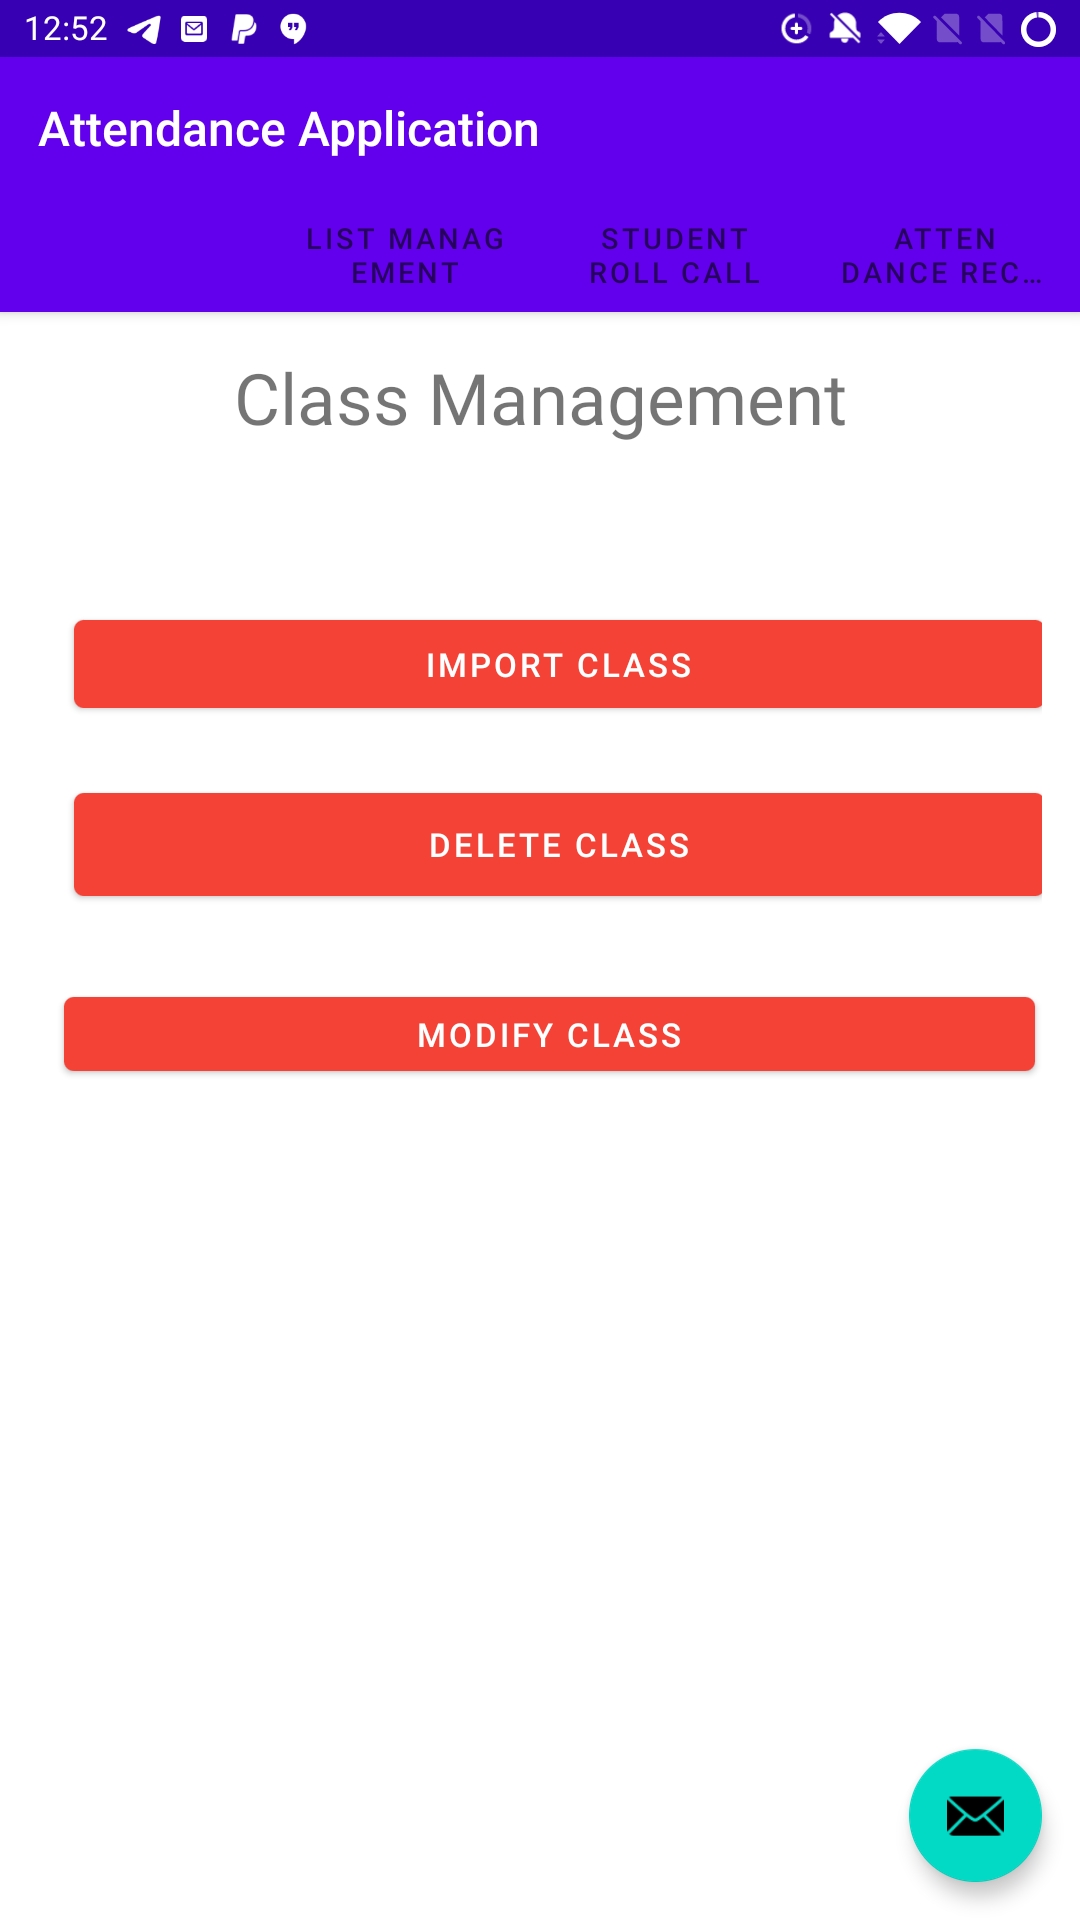 12:52
Attendance Application
LIST MANAG
EMENT
STUDENT
ROLL CALL
ATTEN
DANCE REC...
Class Management
IMPORT CLASS
DELETE CLASS
MODIFY CLASS